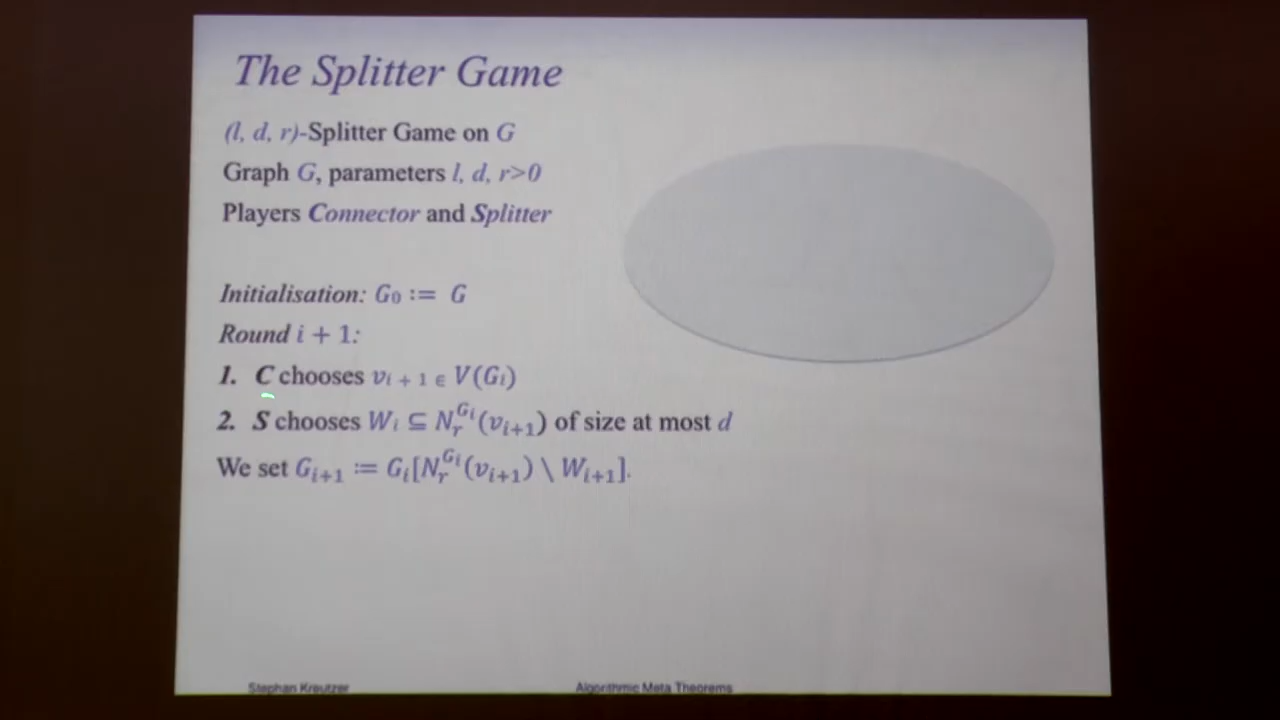 The Splitter Game
(l, d, r)-Splitter Game on G
Graph G, parameters l, d, r>0
Players Connector and Splitter
Initialisation: G₀ := G
Round i + 1:
1. C chooses vᵢ₊₁ ∈ V(Gᵢ)
2. S chooses Wᵢ ⊆ N_r^{Gᵢ}(vᵢ₊₁) of size at most d
We set Gᵢ₊₁ := Gᵢ[N_r^{Gᵢ}(vᵢ₊₁) \ Wᵢ₊₁].
Stephan Kreutzer
Algorithmic Meta Theorems